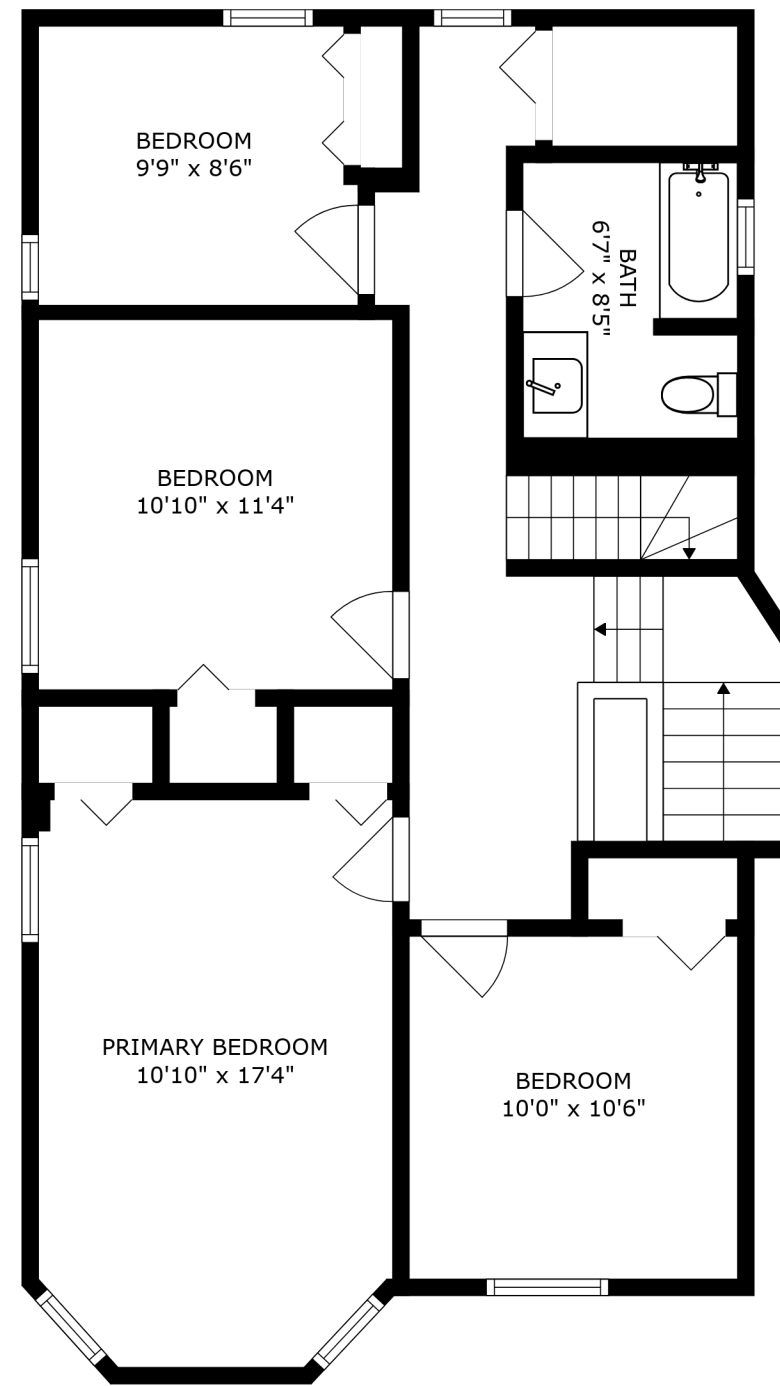 BEDROOM
9'9" x 8'6"
BATH
6'7" x 8'5"
BEDROOM
10'10" x 11'4"
PRIMARY BEDROOM
10'10" x 17'4"
BEDROOM
10'0" x 10'6"